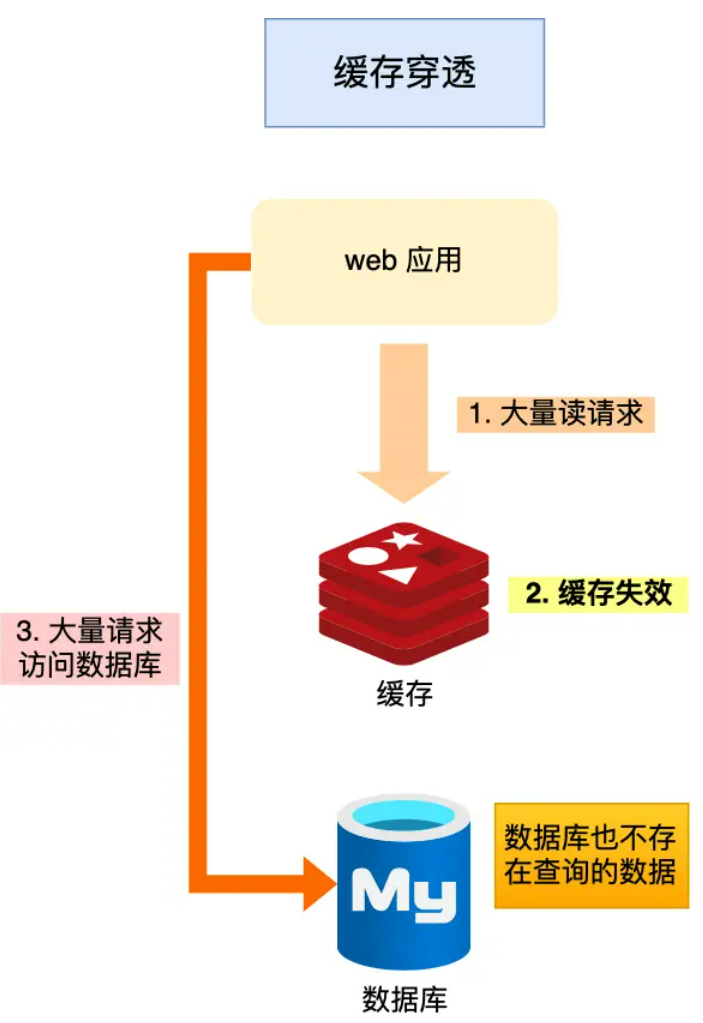 缓存穿透
web 应用
1. 大量读请求
2. 缓存失效
3. 大量请求
访问数据库
缓存
数据库也不存
在查询的数据
My
数据库